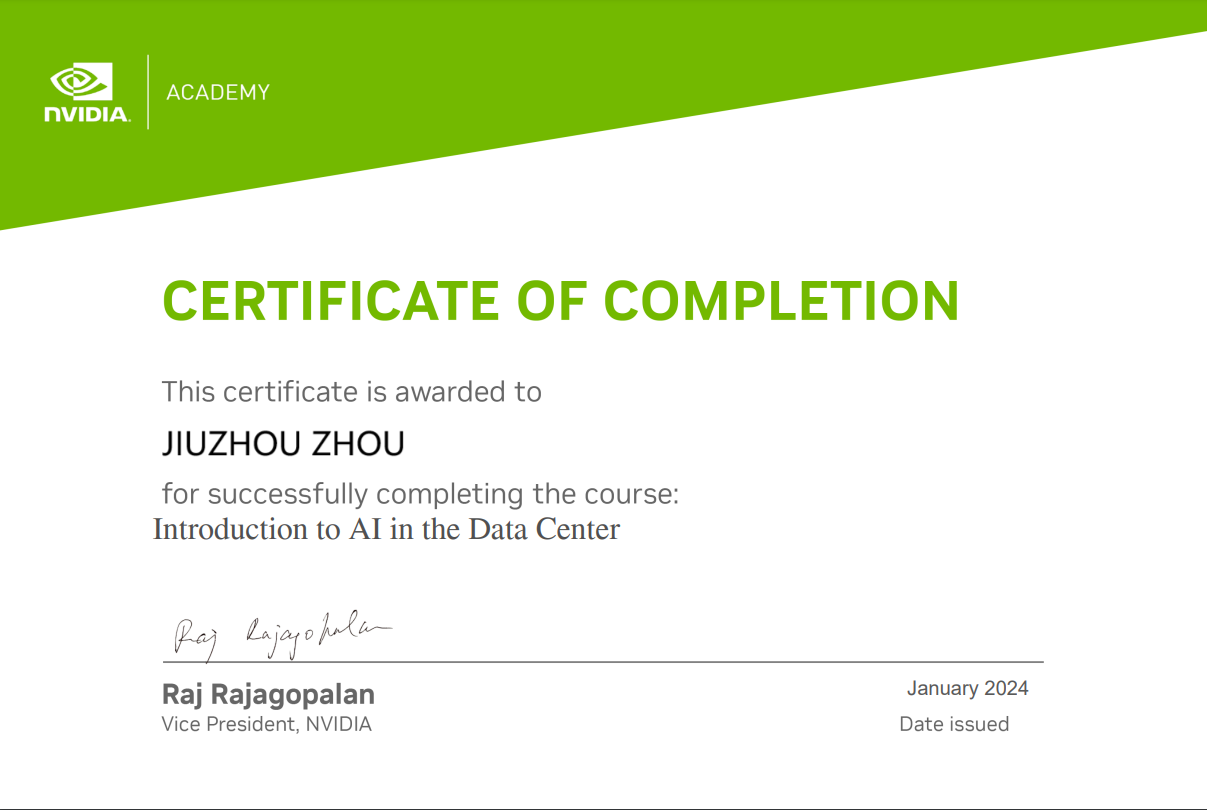 NVIDIA.
ACADEMY
CERTIFICATE OF COMPLETION
This certificate is awarded to
JIUZHOU ZHOU
for successfully completing the course:
Introduction to AI in the Data Center
Raj Rajagopalan
Raj Rajagopalan
January 2024
Vice President, NVIDIA
Date issued